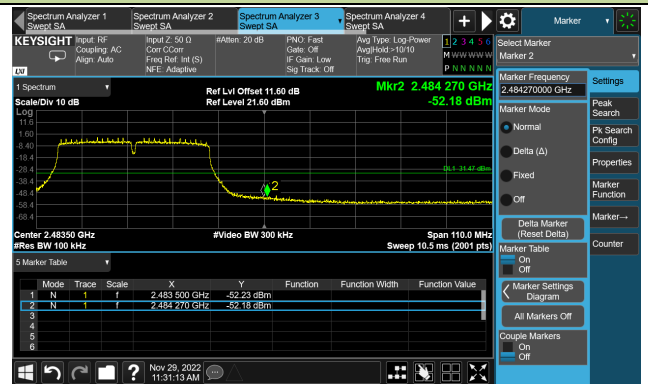 Spectrum Analyzer 1
Swept SA
Spectrum Analyzer 2
Swept SA
Spectrum Analyzer 3
Swept SA
Spectrum Analyzer 4
Swept SA
+
Marker
KEYSIGHT
LXI
Input: RF
Coupling: AC
Align: Auto
Input Z: 50 Ω
Corr CCorr
Freq Ref: Int (S)
NFE: Adaptive
#Atten: 20 dB
PNO: Fast
Gate: Off
IF Gain: Low
Sig Track: Off
Avg Type: Log-Power
Avg|Hold:>10/10
Trig: Free Run
1 2 3 4 5 6
M W W W W W
P N N N N N
Select Marker
Marker 2
1 Spectrum
Scale/Div 10 dB
Log
Ref Lvl Offset 11.60 dB
Ref Level 21.60 dBm
Mkr2 2.484 270 GHz
-52.18 dBm
11.6
1.60
-8.40
-18.4
-28.4
-38.4
-48.4
-58.4
-68.4
DL1 -31.47 dBm
2
Center 2.48350 GHz
#Res BW 100 kHz
#Video BW 300 kHz
Span 110.0 MHz
Sweep 10.5 ms (2001 pts)
5 Marker Table
Mode Trace Scale X Y Function Function Width Function Value
1 N 1 f 2.483 500 GHz -52.23 dBm
2 N 1 f 2.484 270 GHz -52.18 dBm
3
4
5
6
Marker Frequency
2.484270000 GHz
Marker Mode
Normal
Delta (Δ)
Fixed
Off
Delta Marker
(Reset Delta)
Marker Table
On
Off
Marker Settings
Diagram
All Markers Off
Couple Markers
On
Off
Settings
Peak
Search
Pk Search
Config
Properties
Marker
Function
Marker→
Counter
?
Nov 29, 2022
11:31:13 AM